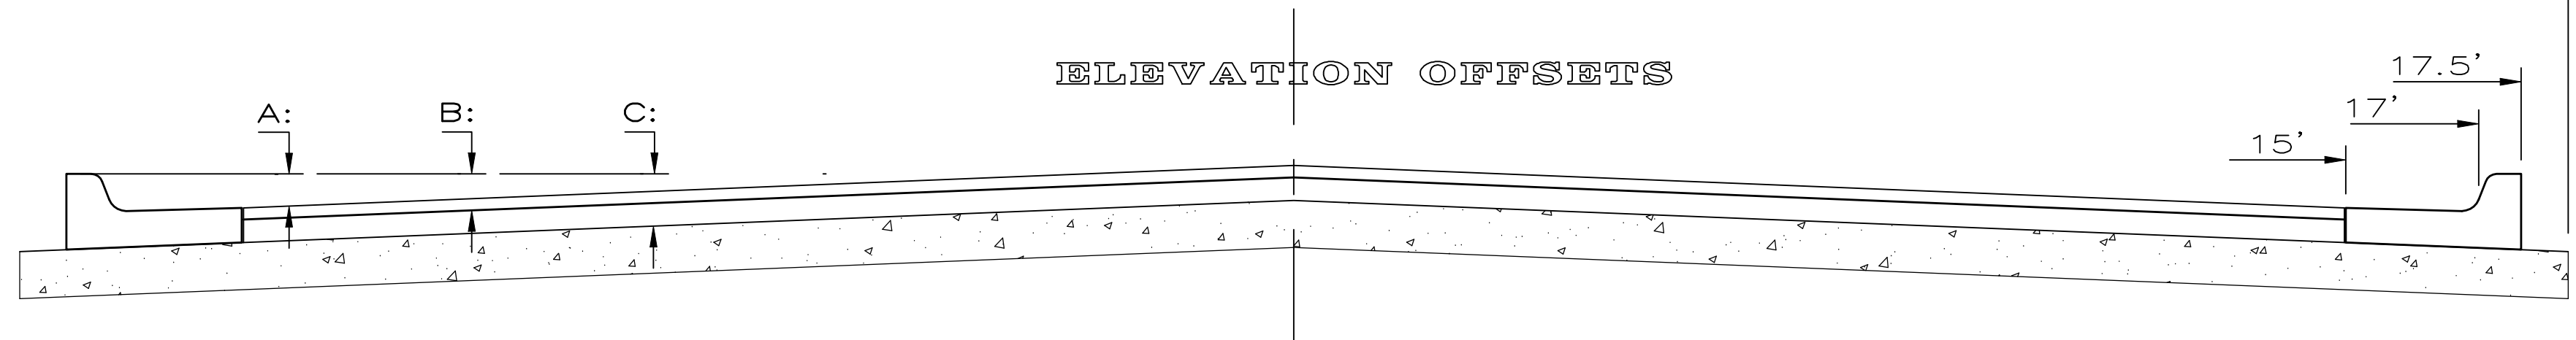 ELEVATION OFFSETS
17.5'
A: B: C:
17'
15'